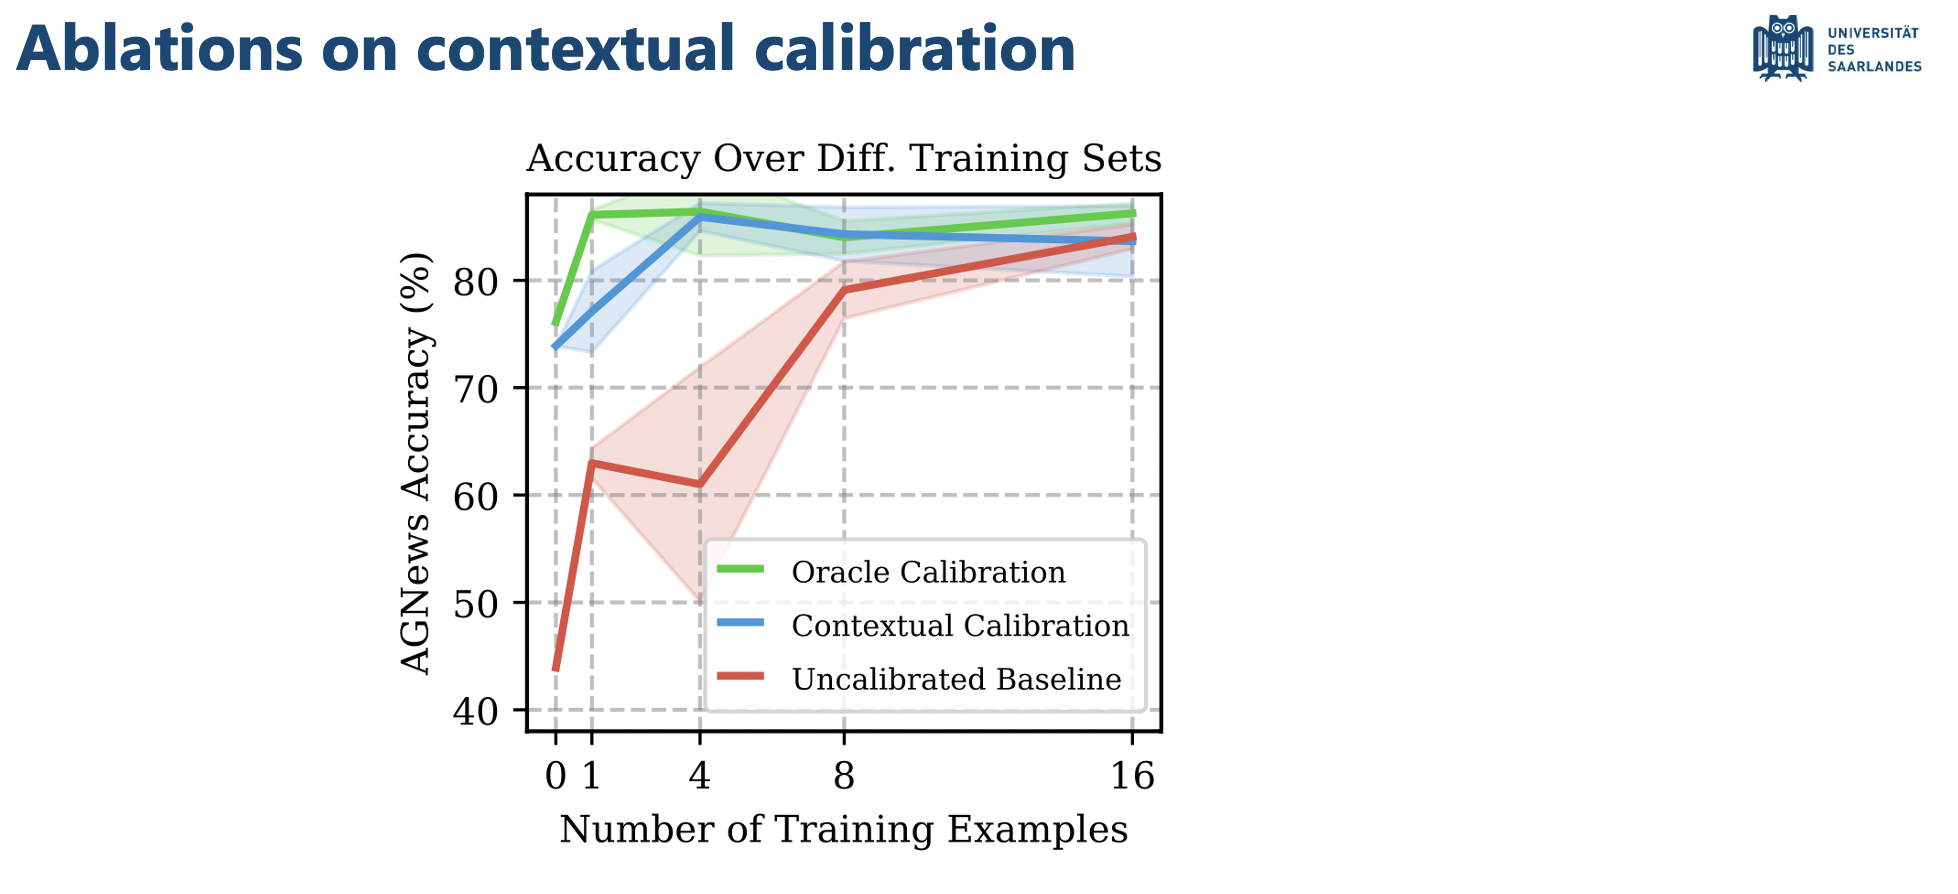 Ablations on contextual calibration
UNIVERSITÄT
DES
SAARLANDES
Accuracy Over Diff. Training Sets
AGNews Accuracy (%)
80
70
60
50
40
Oracle Calibration
Contextual Calibration
Uncalibrated Baseline
0 1 4 8 16
Number of Training Examples